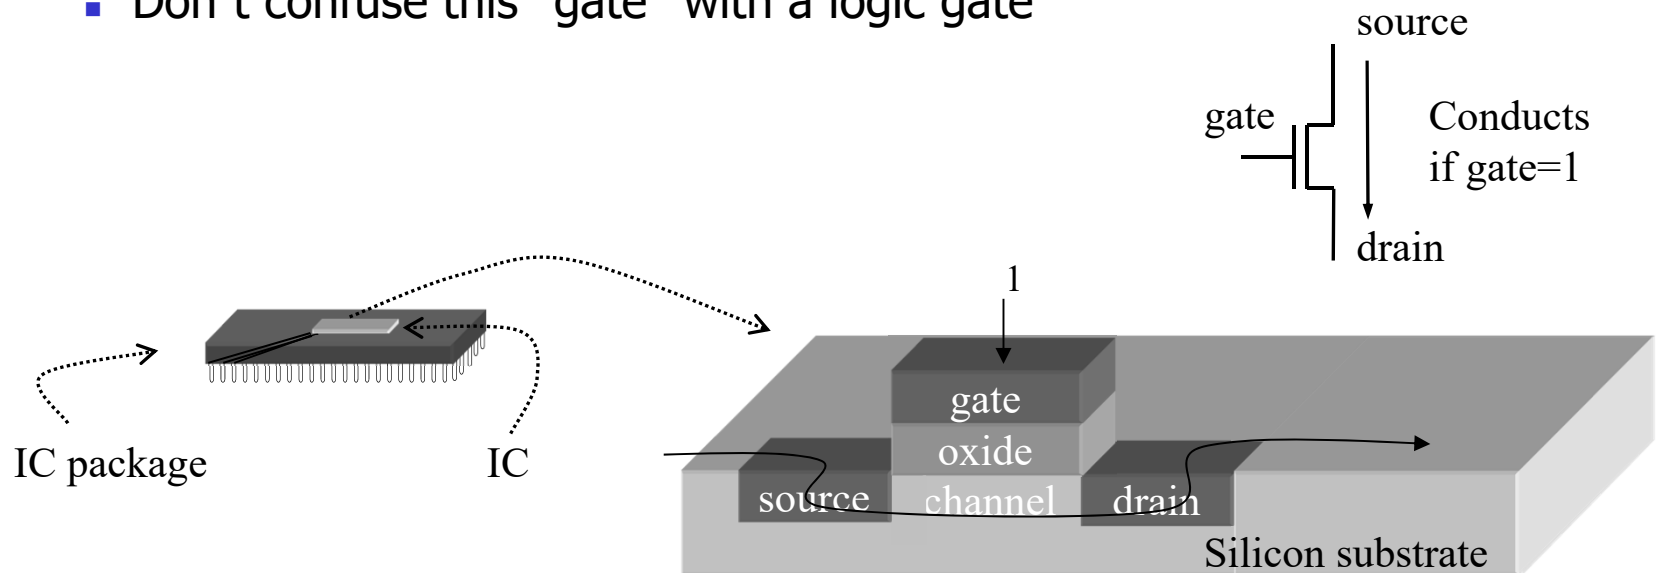 Don't confuse this "gate" with a logic gate
source
gate
Conducts
if gate=1
drain
1
gate
oxide
source
channel
drain
IC package
IC
Silicon substrate